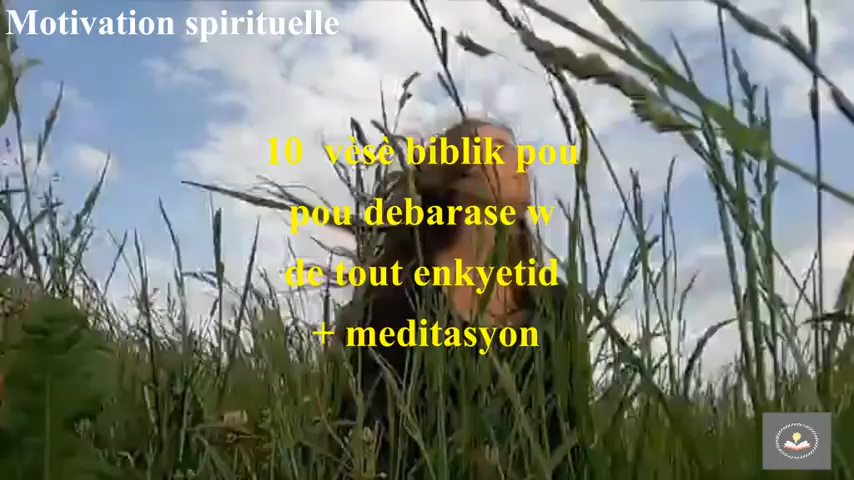 Motivation spirituelle
10 vèsè biblik pou
pou debarase w
de tout enkyetid
+ meditasyon